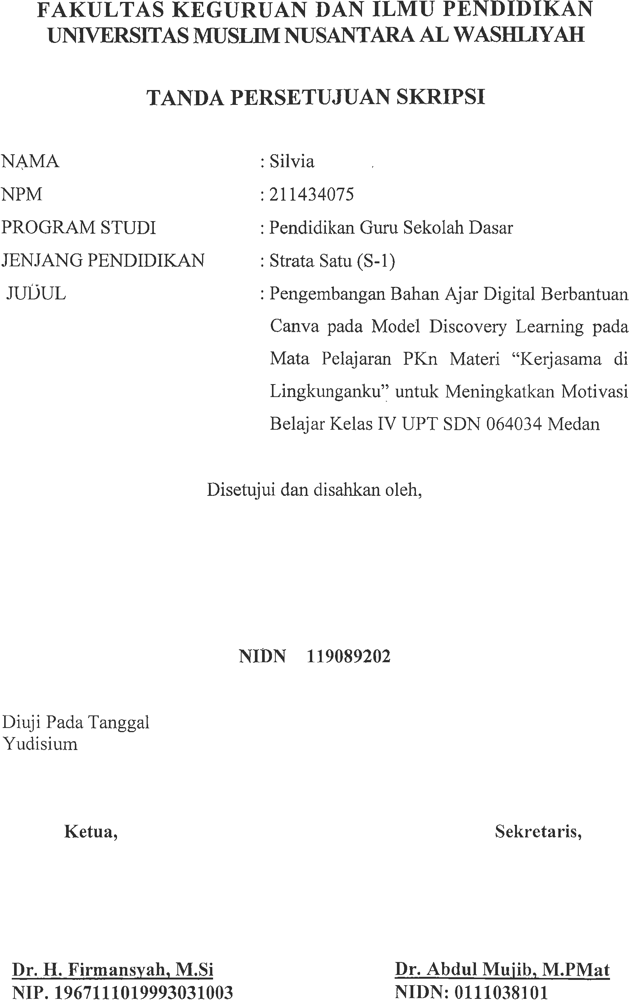 FAKULTAS KEGURUAN DAN ILMU PENDIDIKAN
UNIVERSITAS MUSLIM NUSANTARA AL WASHLIYAH
TANDA PERSETUJUAN SKRIPSI
NAMA : Silvia
NPM : 211434075
PROGRAM STUDI : Pendidikan Guru Sekolah Dasar
JENJANG PENDIDIKAN : Strata Satu (S-1)
JUDUL : Pengembangan Bahan Ajar Digital Berbantuan
Canva pada Model Discovery Learning pada
Mata Pelajaran PKn Materi “Kerjasama di
Lingkunganku” untuk Meningkatkan Motivasi
Belajar Kelas IV UPT SDN 064034 Medan
Disetujui dan disahkan oleh,
NIDN 119089202
Diuji Pada Tanggal
Yudisium
Ketua, Sekretaris,
Dr. H. Firmansyah, M.Si Dr. Abdul Mujib, M.PMat
NIP. 1967111019993031003 NIDN: 0111038101